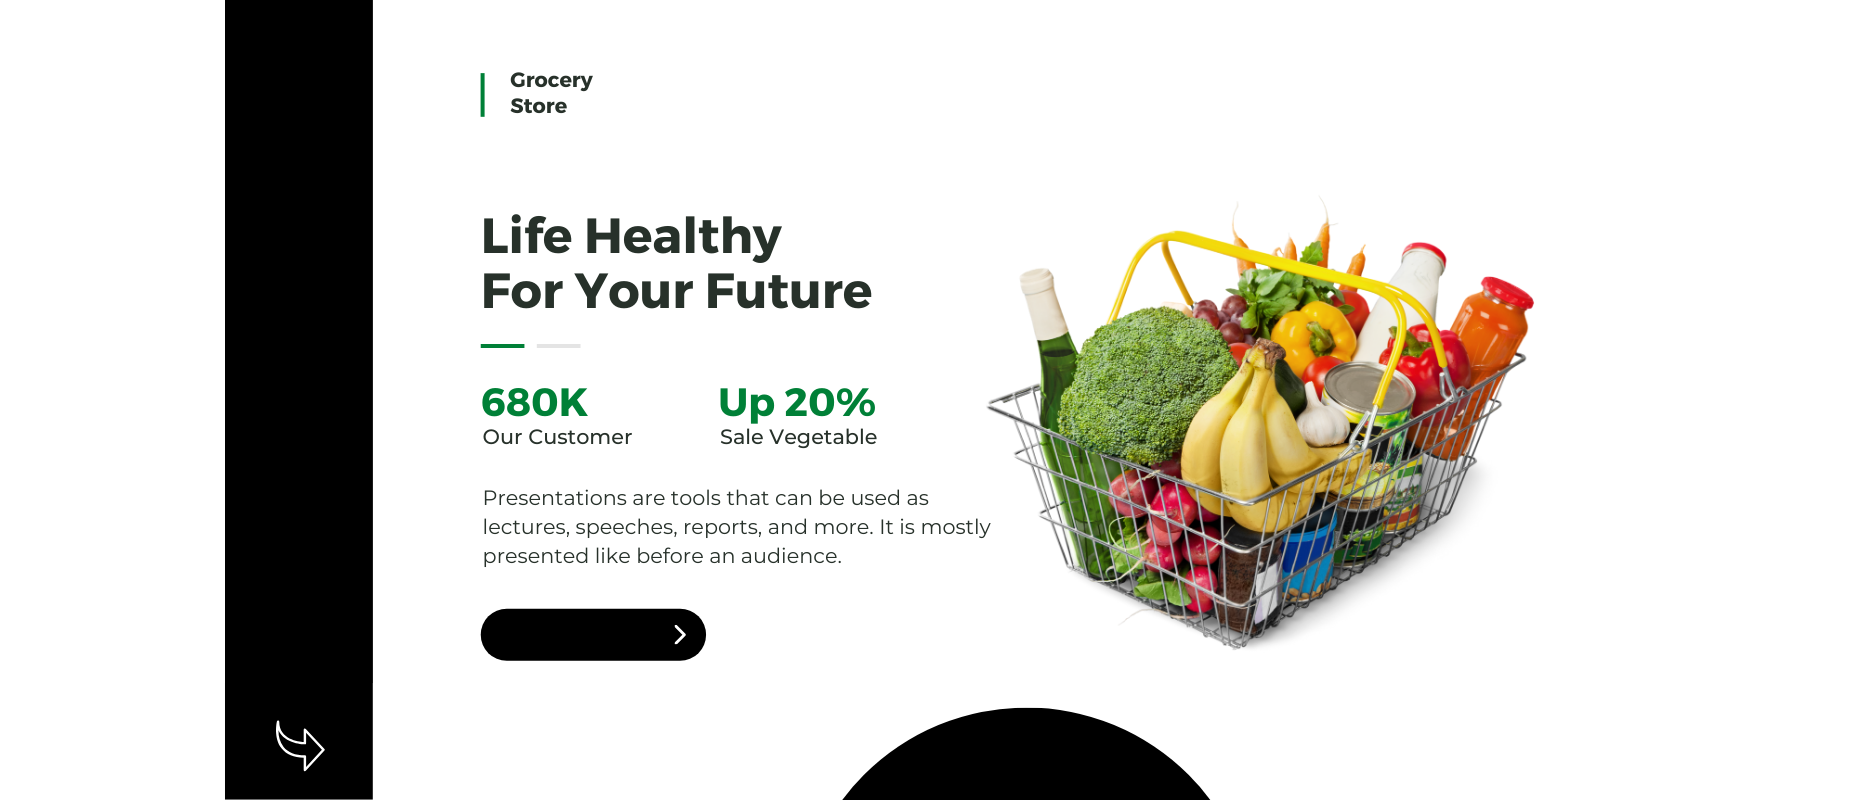 Grocery
Store
Life Healthy
For Your Future
680K
Our Customer
Up 20%
Sale Vegetable
Presentations are tools that can be used as
lectures, speeches, reports, and more. It is mostly
presented like before an audience.